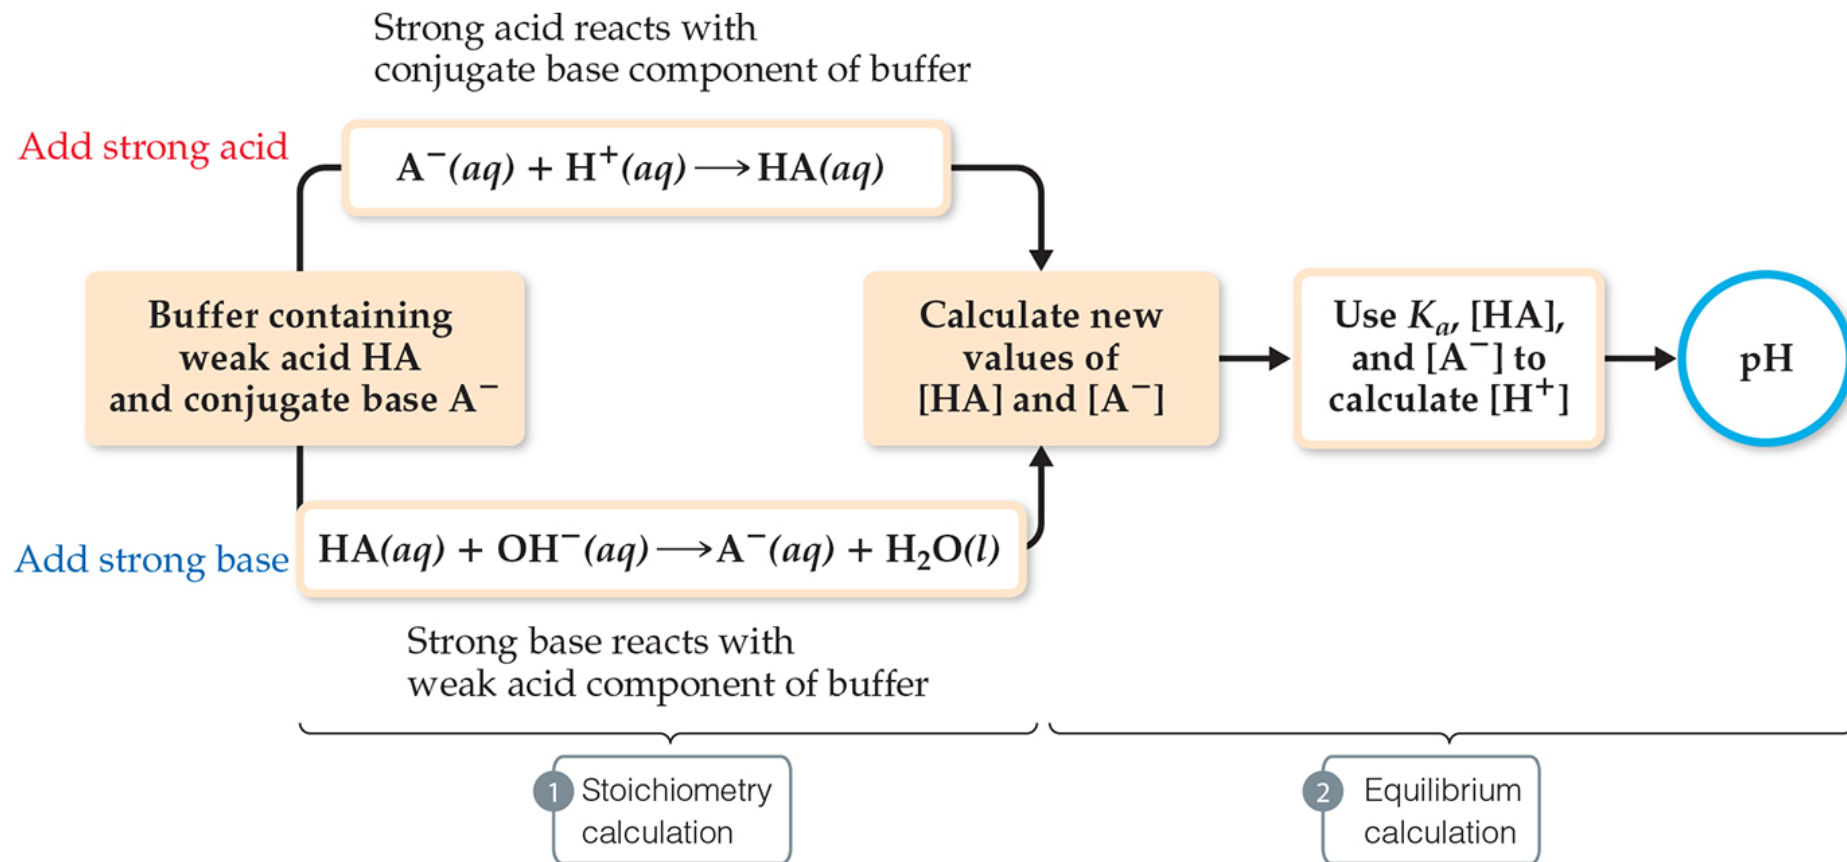 Strong acid reacts with
conjugate base component of buffer
Add strong acid
A⁻(aq) + H⁺(aq) ⟶ HA(aq)
Buffer containing
weak acid HA
and conjugate base A⁻
Calculate new
values of
[HA] and [A⁻]
Use Kₐ, [HA],
and [A⁻] to
calculate [H⁺]
pH
Add strong base
HA(aq) + OH⁻(aq) ⟶ A⁻(aq) + H₂O(l)
Strong base reacts with
weak acid component of buffer
1 Stoichiometry
calculation
2 Equilibrium
calculation